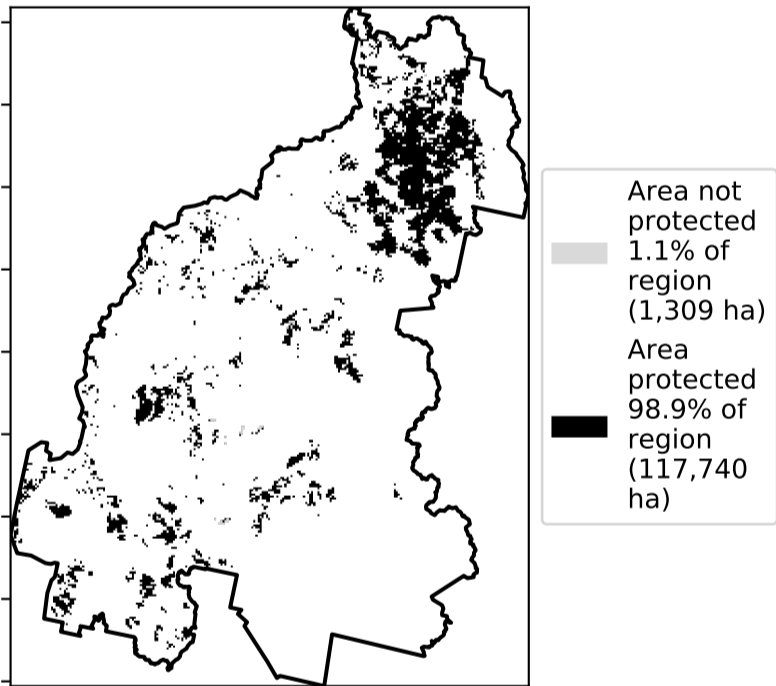 Area not
protected
1.1% of
region
(1,309 ha)
Area
protected
98.9% of
region
(117,740
ha)